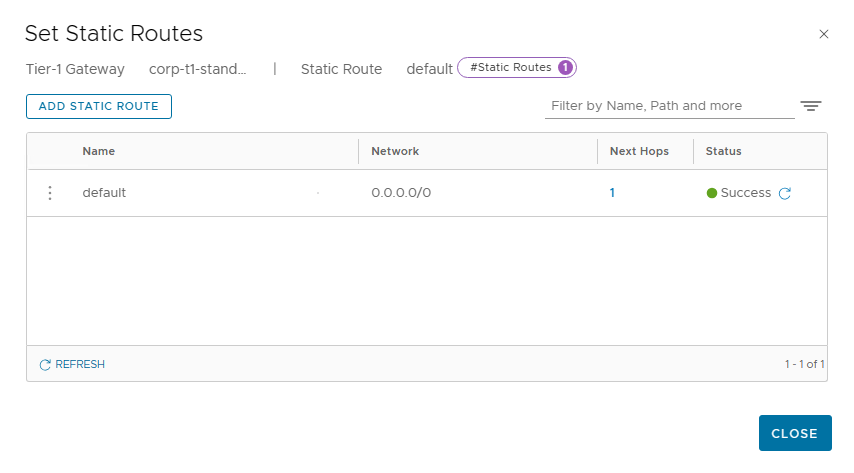 Set Static Routes
Tier-1 Gateway corp-t1-stand... | Static Route default #Static Routes 1
ADD STATIC ROUTE Filter by Name, Path and more
Name Network Next Hops Status
default 0.0.0.0/0 1 Success
REFRESH 1 - 1 of 1
CLOSE